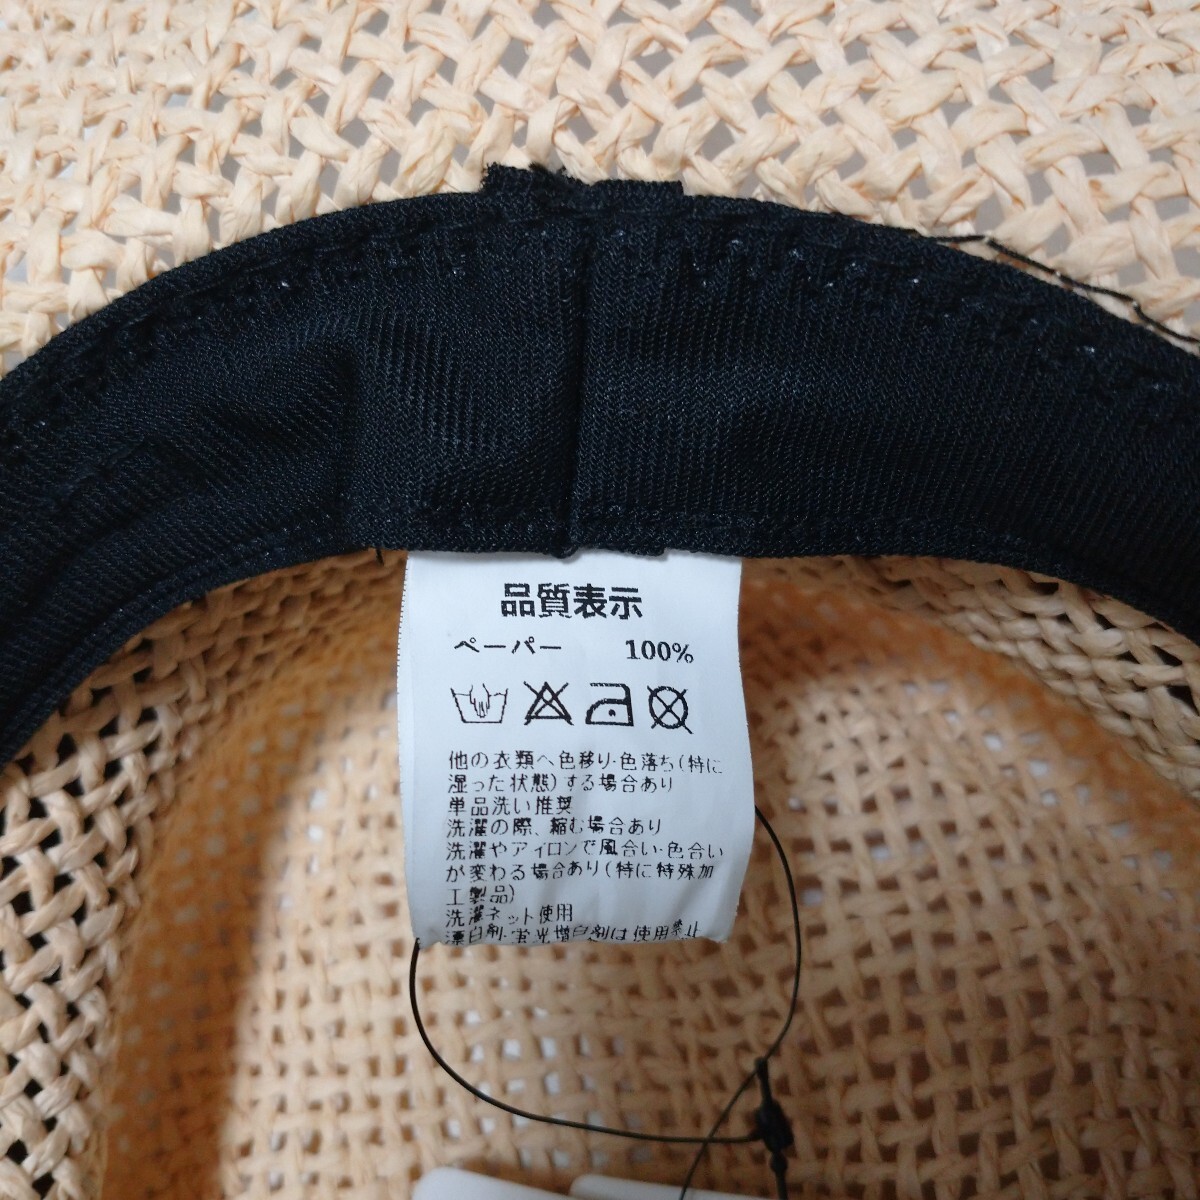 品質表示
ペーパー 100%
他の衣類へ色移り·色落ち(特に
湿った状態)する場合あり
単品洗い推奨
洗濯の際、縮む場合あり
洗濯やアイロンで風合い·色合い
が変わる場合あり(特に特殊加
工製品)
洗濯ネット使用
漂白剤·蛍光増白剤は使用禁止